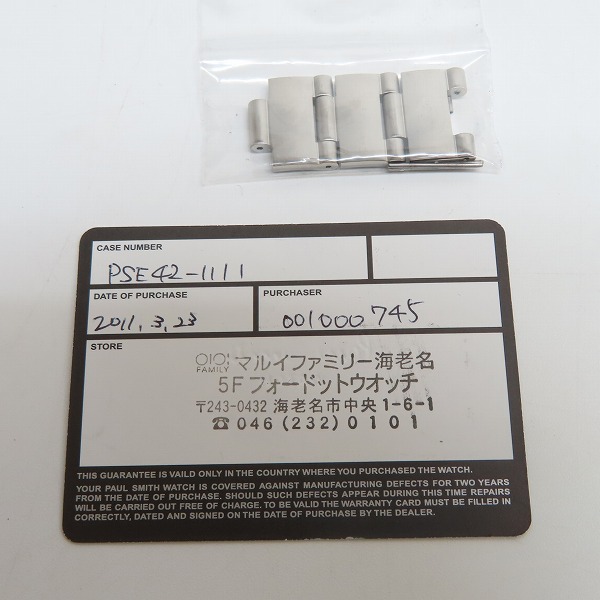 CASE NUMBER
PSE42-1111
DATE OF PURCHASE
2011.3.23
PURCHASER
001000745
STORE
OIOI マルイファミリー海老名
FAMILY
5Fフォードットウオッチ
〒243-0432 海老名市中央1-6-1
☎046(232)0101
THIS GUARANTEE IS VAILD ONLY IN THE COUNTRY WHERE YOU PURCHASED THE WATCH.
YOUR PAUL SMITH WATCH IS COVERED AGAINST MANUFACTURING DEFECTS FOR TWO YEARS
FROM THE DATE OF PURCHASE. SHOULD SUCH DEFECTS APPEAR DURING THIS TIME REPAIRS
WILL BE CARRIED OUT FREE OF CHARGE. TO BE VALID THE WARRANTY CARD MUST BE FILLED IN
CORRECTLY, DATED AND SIGNED ON THE DATE OF PURCHASE BY THE DEALER.